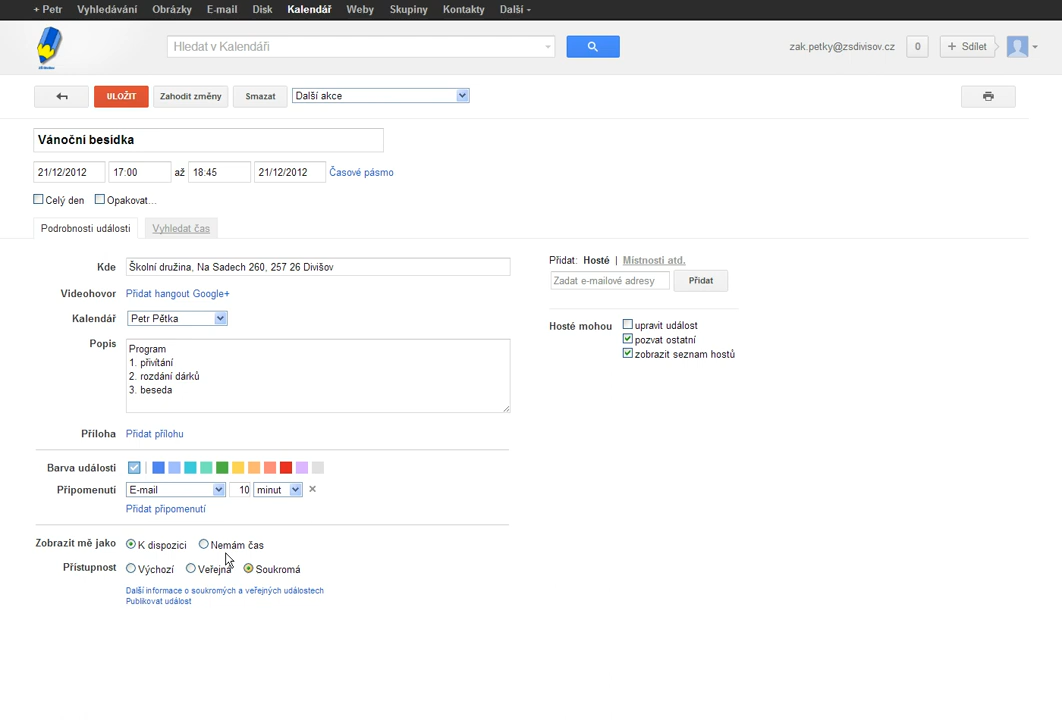 + Petr Vyhledávání Obrázky E-mail Disk Kalendář Weby Skupiny Kontakty Další
Hledat v Kalendáři
zak.petky@zsdivisov.cz 0 + Sdílet
ULOŽIT Zahodit změny Smazat Další akce
Vánoční besídka
21/12/2012 17:00 až 18:45 21/12/2012 Časové pásmo
Celý den Opakovat...
Podrobnosti události Vyhledat čas
Kde Školní družina, Na Sadech 260, 257 26 Divišov
Videohovor Přidat hangout Google+
Kalendář Petr Pětka
Popis Program
1. přivítání
2. rozdání dárků
3. beseda
Příloha Přidat přílohu
Barva události
Připomenutí E-mail 10 minut
Přidat připomenutí
Zobrazit mě jako K dispozici Nemám čas
Přístupnost Výchozí Veřejná Soukromá
Další informace o soukromých a veřejných událostech
Publikovat událost
Přidat: Hosté | Místnosti atd.
Zadat e-mailové adresy Přidat
Hosté mohou upravit událost
pozvat ostatní
zobrazit seznam hostů